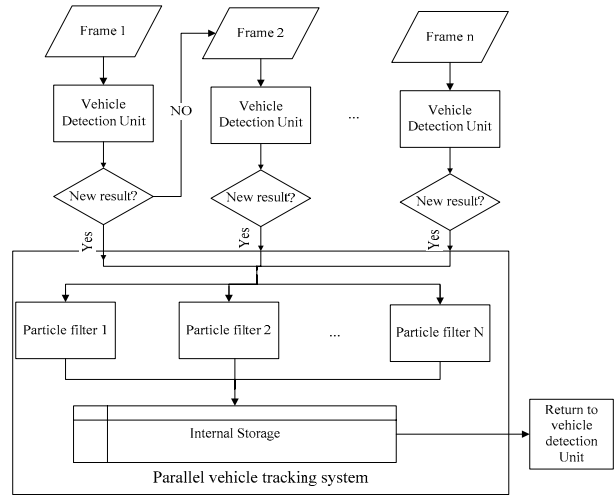 Frame 1
Frame 2
Frame n
Vehicle
Detection Unit
NO
Vehicle
Detection Unit
...
Vehicle
Detection Unit
New result?
New result?
New result?
Yes
Yes
Yes
Particle filter 1
Particle filter 2
...
Particle filter N
Internal Storage
Return to
vehicle
detection
Unit
Parallel vehicle tracking system